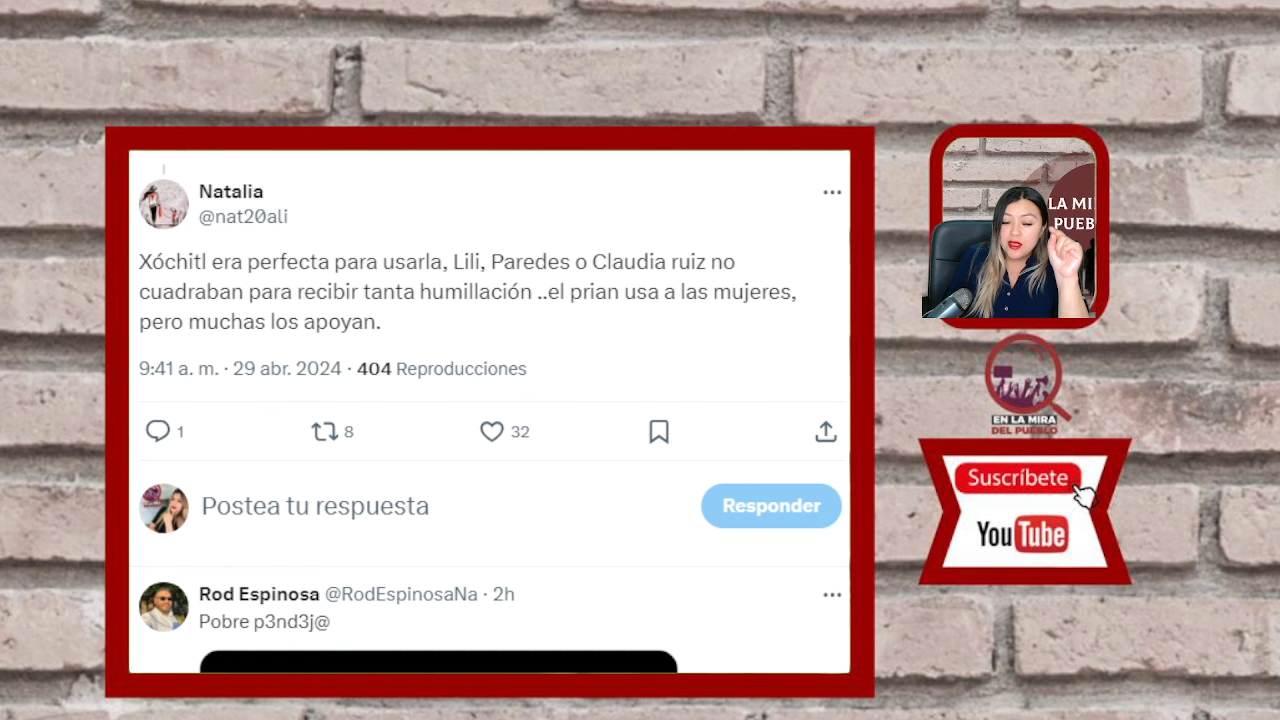 Natalia
@nat20ali
Xóchitl era perfecta para usarla, Lili, Paredes o Claudia ruiz no
cuadraban para recibir tanta humillación ..el prian usa a las mujeres,
pero muchas los apoyan.
9:41 a. m. · 29 abr. 2024 · 404 Reproducciones
1
8
32
Postea tu respuesta
Responder
Rod Espinosa @RodEspinosaNa · 2h
Pobre p3nd3j@
LA MI
PUEB
EN LA MIRA
DEL PUEBLO
Suscríbete
YouTube